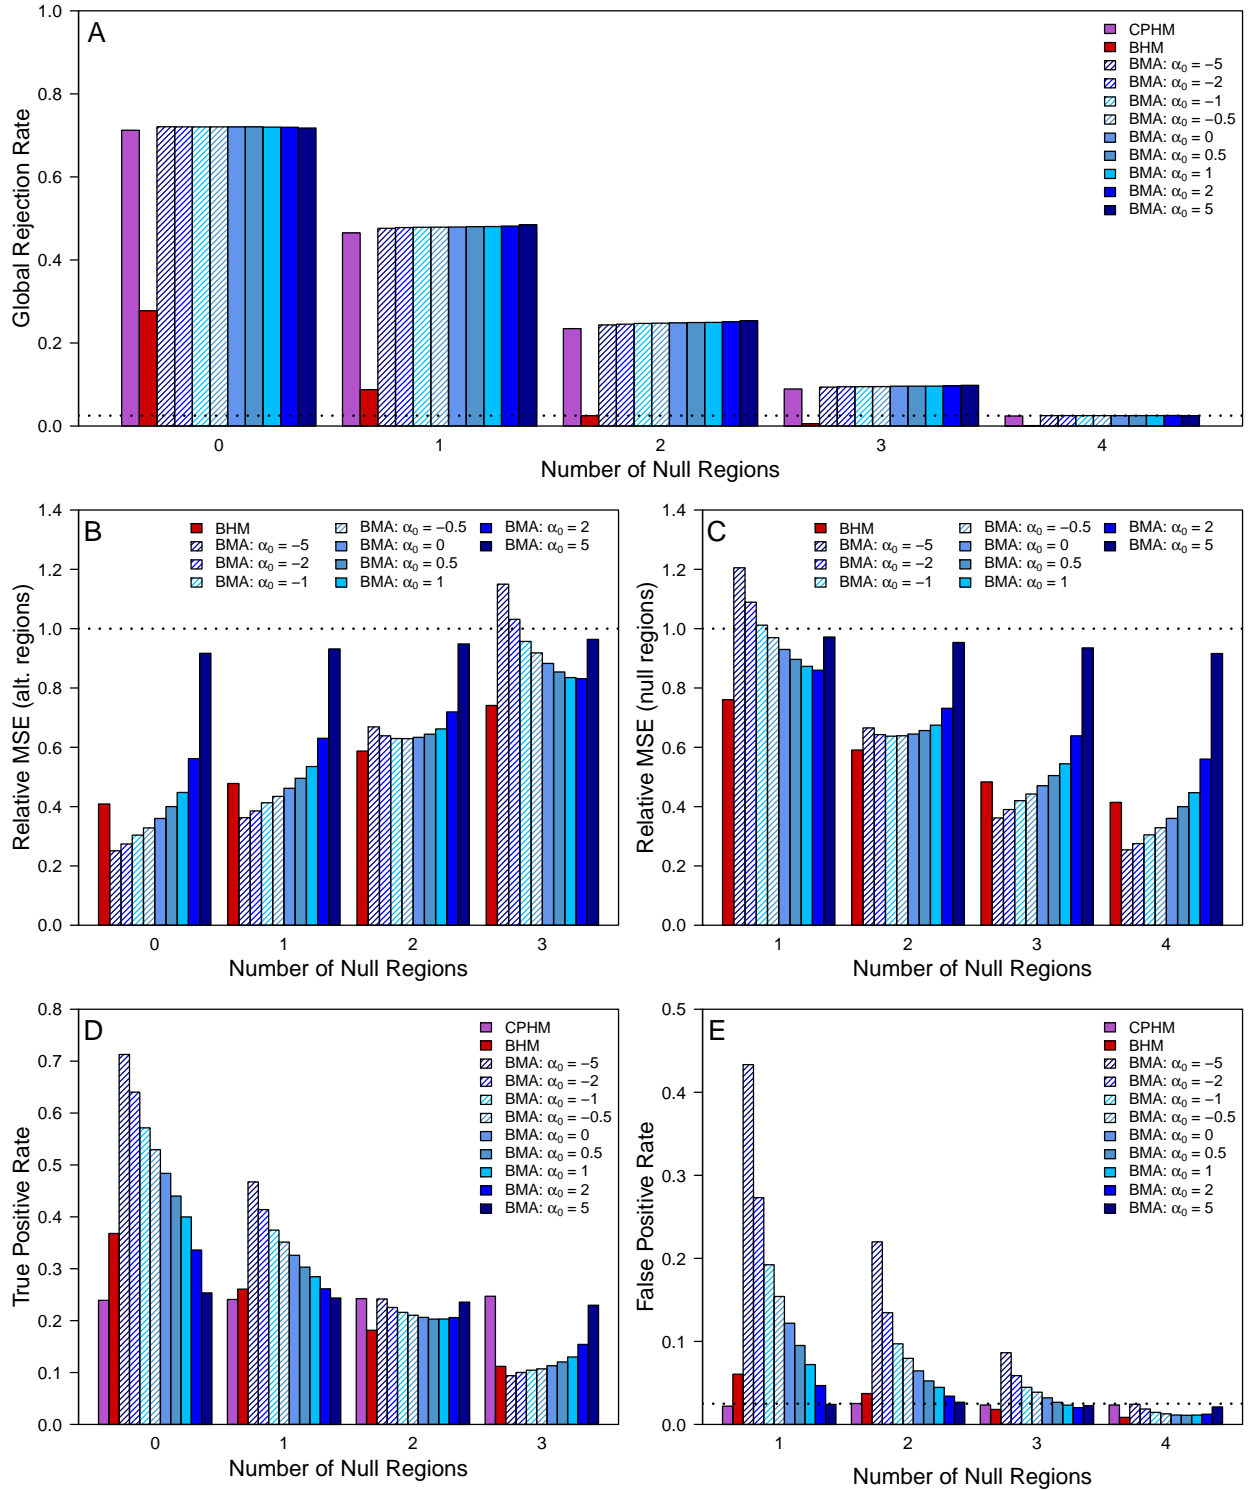 A
Global Rejection Rate
1.0
0.8
0.6
0.4
0.2
0.0
CPHM
BHM
BMA: α₀ = −5
BMA: α₀ = −2
BMA: α₀ = −1
BMA: α₀ = −0.5
BMA: α₀ = 0
BMA: α₀ = 0.5
BMA: α₀ = 1
BMA: α₀ = 2
BMA: α₀ = 5
0 1 2 3 4
Number of Null Regions
B
Relative MSE (alt. regions)
1.4
1.2
1.0
0.8
0.6
0.4
0.2
0.0
BHM
BMA: α₀ = −5
BMA: α₀ = −2
BMA: α₀ = −1
BMA: α₀ = −0.5
BMA: α₀ = 0
BMA: α₀ = 0.5
BMA: α₀ = 1
BMA: α₀ = 2
BMA: α₀ = 5
0 1 2 3
Number of Null Regions
C
Relative MSE (null regions)
1.4
1.2
1.0
0.8
0.6
0.4
0.2
0.0
BHM
BMA: α₀ = −5
BMA: α₀ = −2
BMA: α₀ = −1
BMA: α₀ = −0.5
BMA: α₀ = 0
BMA: α₀ = 0.5
BMA: α₀ = 1
BMA: α₀ = 2
BMA: α₀ = 5
1 2 3 4
Number of Null Regions
D
True Positive Rate
0.8
0.7
0.6
0.5
0.4
0.3
0.2
0.1
0.0
CPHM
BHM
BMA: α₀ = −5
BMA: α₀ = −2
BMA: α₀ = −1
BMA: α₀ = −0.5
BMA: α₀ = 0
BMA: α₀ = 0.5
BMA: α₀ = 1
BMA: α₀ = 2
BMA: α₀ = 5
0 1 2 3
Number of Null Regions
E
False Positive Rate
0.5
0.4
0.3
0.2
0.1
0.0
CPHM
BHM
BMA: α₀ = −5
BMA: α₀ = −2
BMA: α₀ = −1
BMA: α₀ = −0.5
BMA: α₀ = 0
BMA: α₀ = 0.5
BMA: α₀ = 1
BMA: α₀ = 2
BMA: α₀ = 5
1 2 3 4
Number of Null Regions